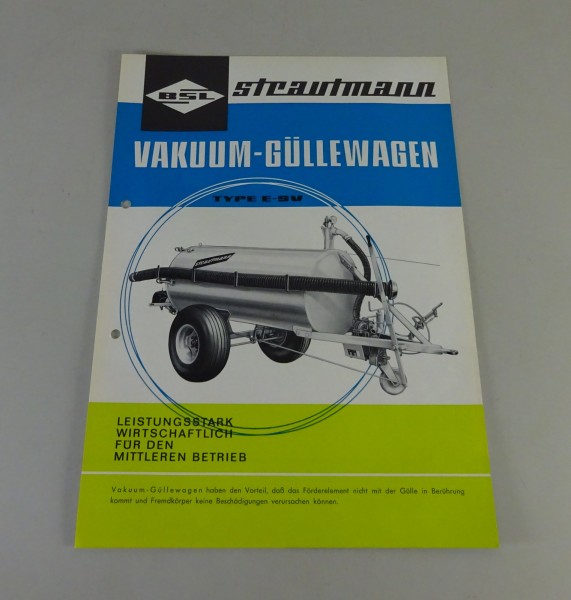 BSL strautmann
VAKUUM-GÜLLEWAGEN
TYPE E-SV
strautmann
LEISTUNGSSTARK
WIRTSCHAFTLICH
FÜR DEN
MITTLEREN BETRIEB
Vakuum-Güllewagen haben den Vorteil, daß das Förderelement nicht mit der Gülle in Berührung
kommt und Fremdkörper keine Beschädigungen verursachen können.